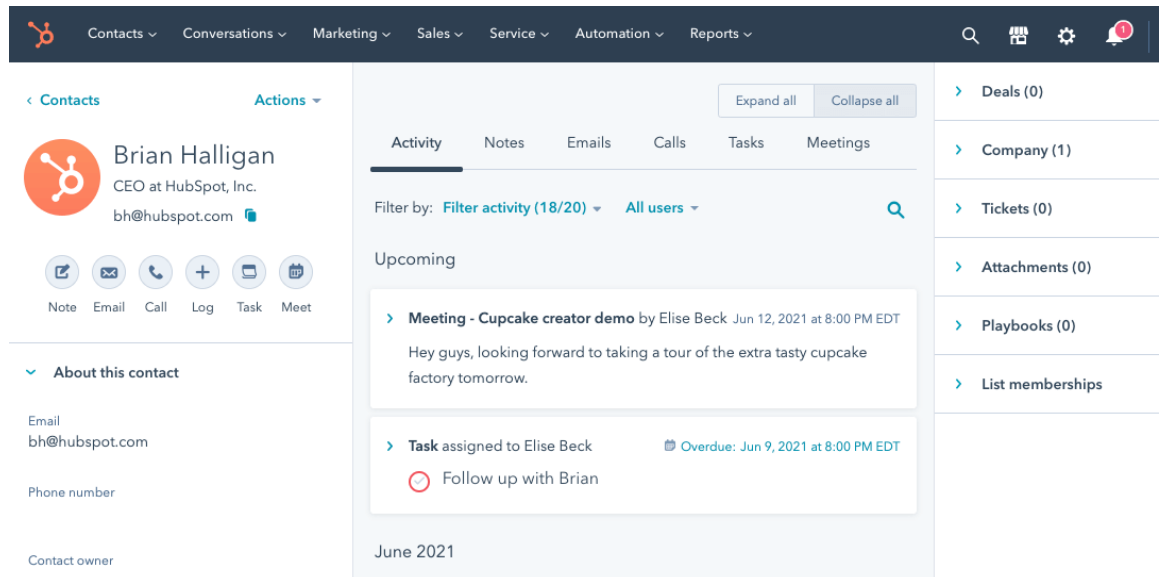 Contacts Conversations Marketing Sales Service Automation Reports 1
Contacts Actions
Brian Halligan
CEO at HubSpot, Inc.
bh@hubspot.com
Note Email Call Log Task Meet
About this contact
Email
bh@hubspot.com
Phone number
Contact owner
Expand all Collapse all
Activity Notes Emails Calls Tasks Meetings
Filter by: Filter activity (18/20) All users
Upcoming
Meeting - Cupcake creator demo by Elise Beck Jun 12, 2021 at 8:00 PM EDT
Hey guys, looking forward to taking a tour of the extra tasty cupcake
factory tomorrow.
Task assigned to Elise Beck Overdue: Jun 9, 2021 at 8:00 PM EDT
Follow up with Brian
June 2021
Deals (0)
Company (1)
Tickets (0)
Attachments (0)
Playbooks (0)
List memberships